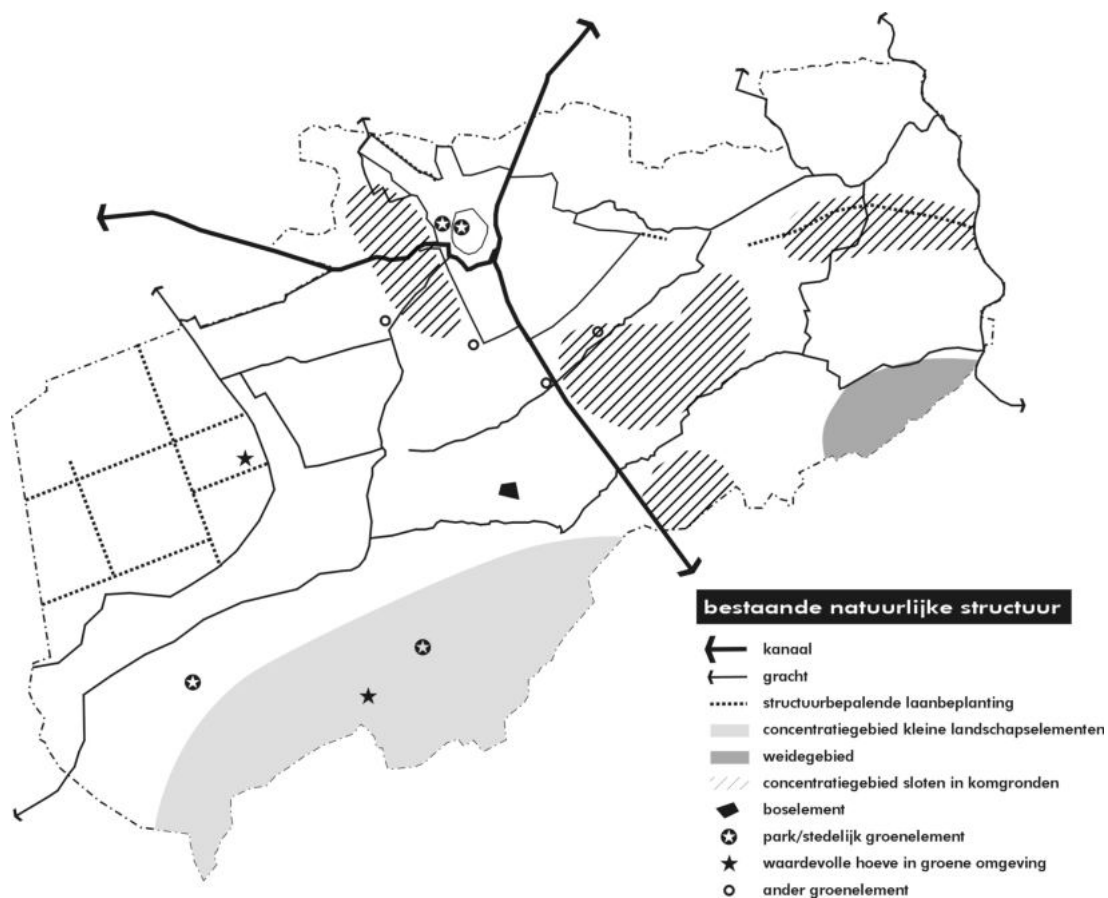 bestaande natuurlijke structuur
kanaal
gracht
structuurbepalende laanbeplanting
concentratiegebied kleine landschapselementen
weidegebied
concentratiegebied sloten in komgronden
boselement
park/stedelijk groenelement
waardevolle hoeve in groene omgeving
ander groenelement